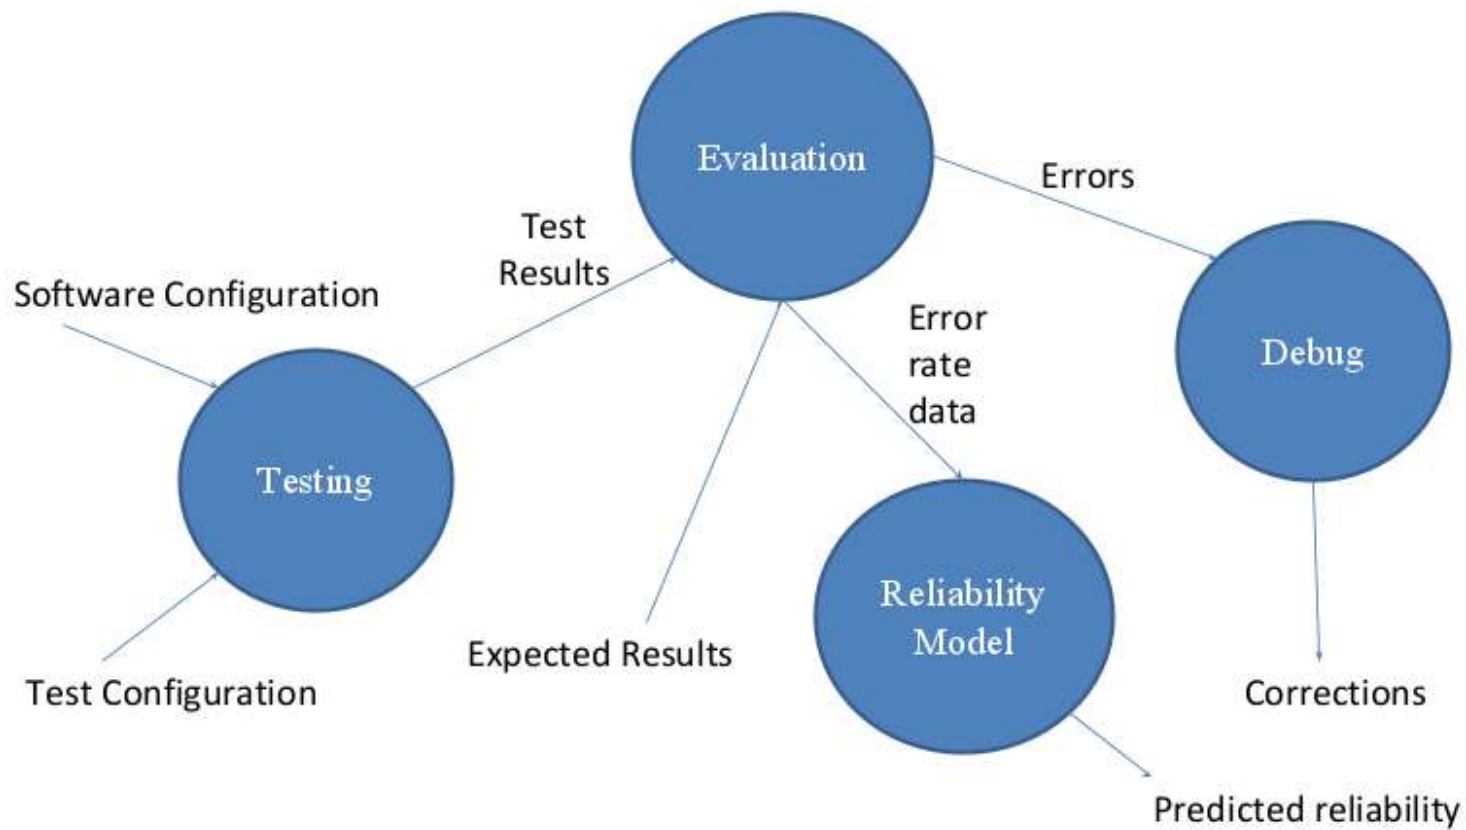 Evaluation
Errors
Test
Results
Software Configuration
Error
rate
data
Debug
Testing
Reliability
Model
Expected Results
Test Configuration
Corrections
Predicted reliability